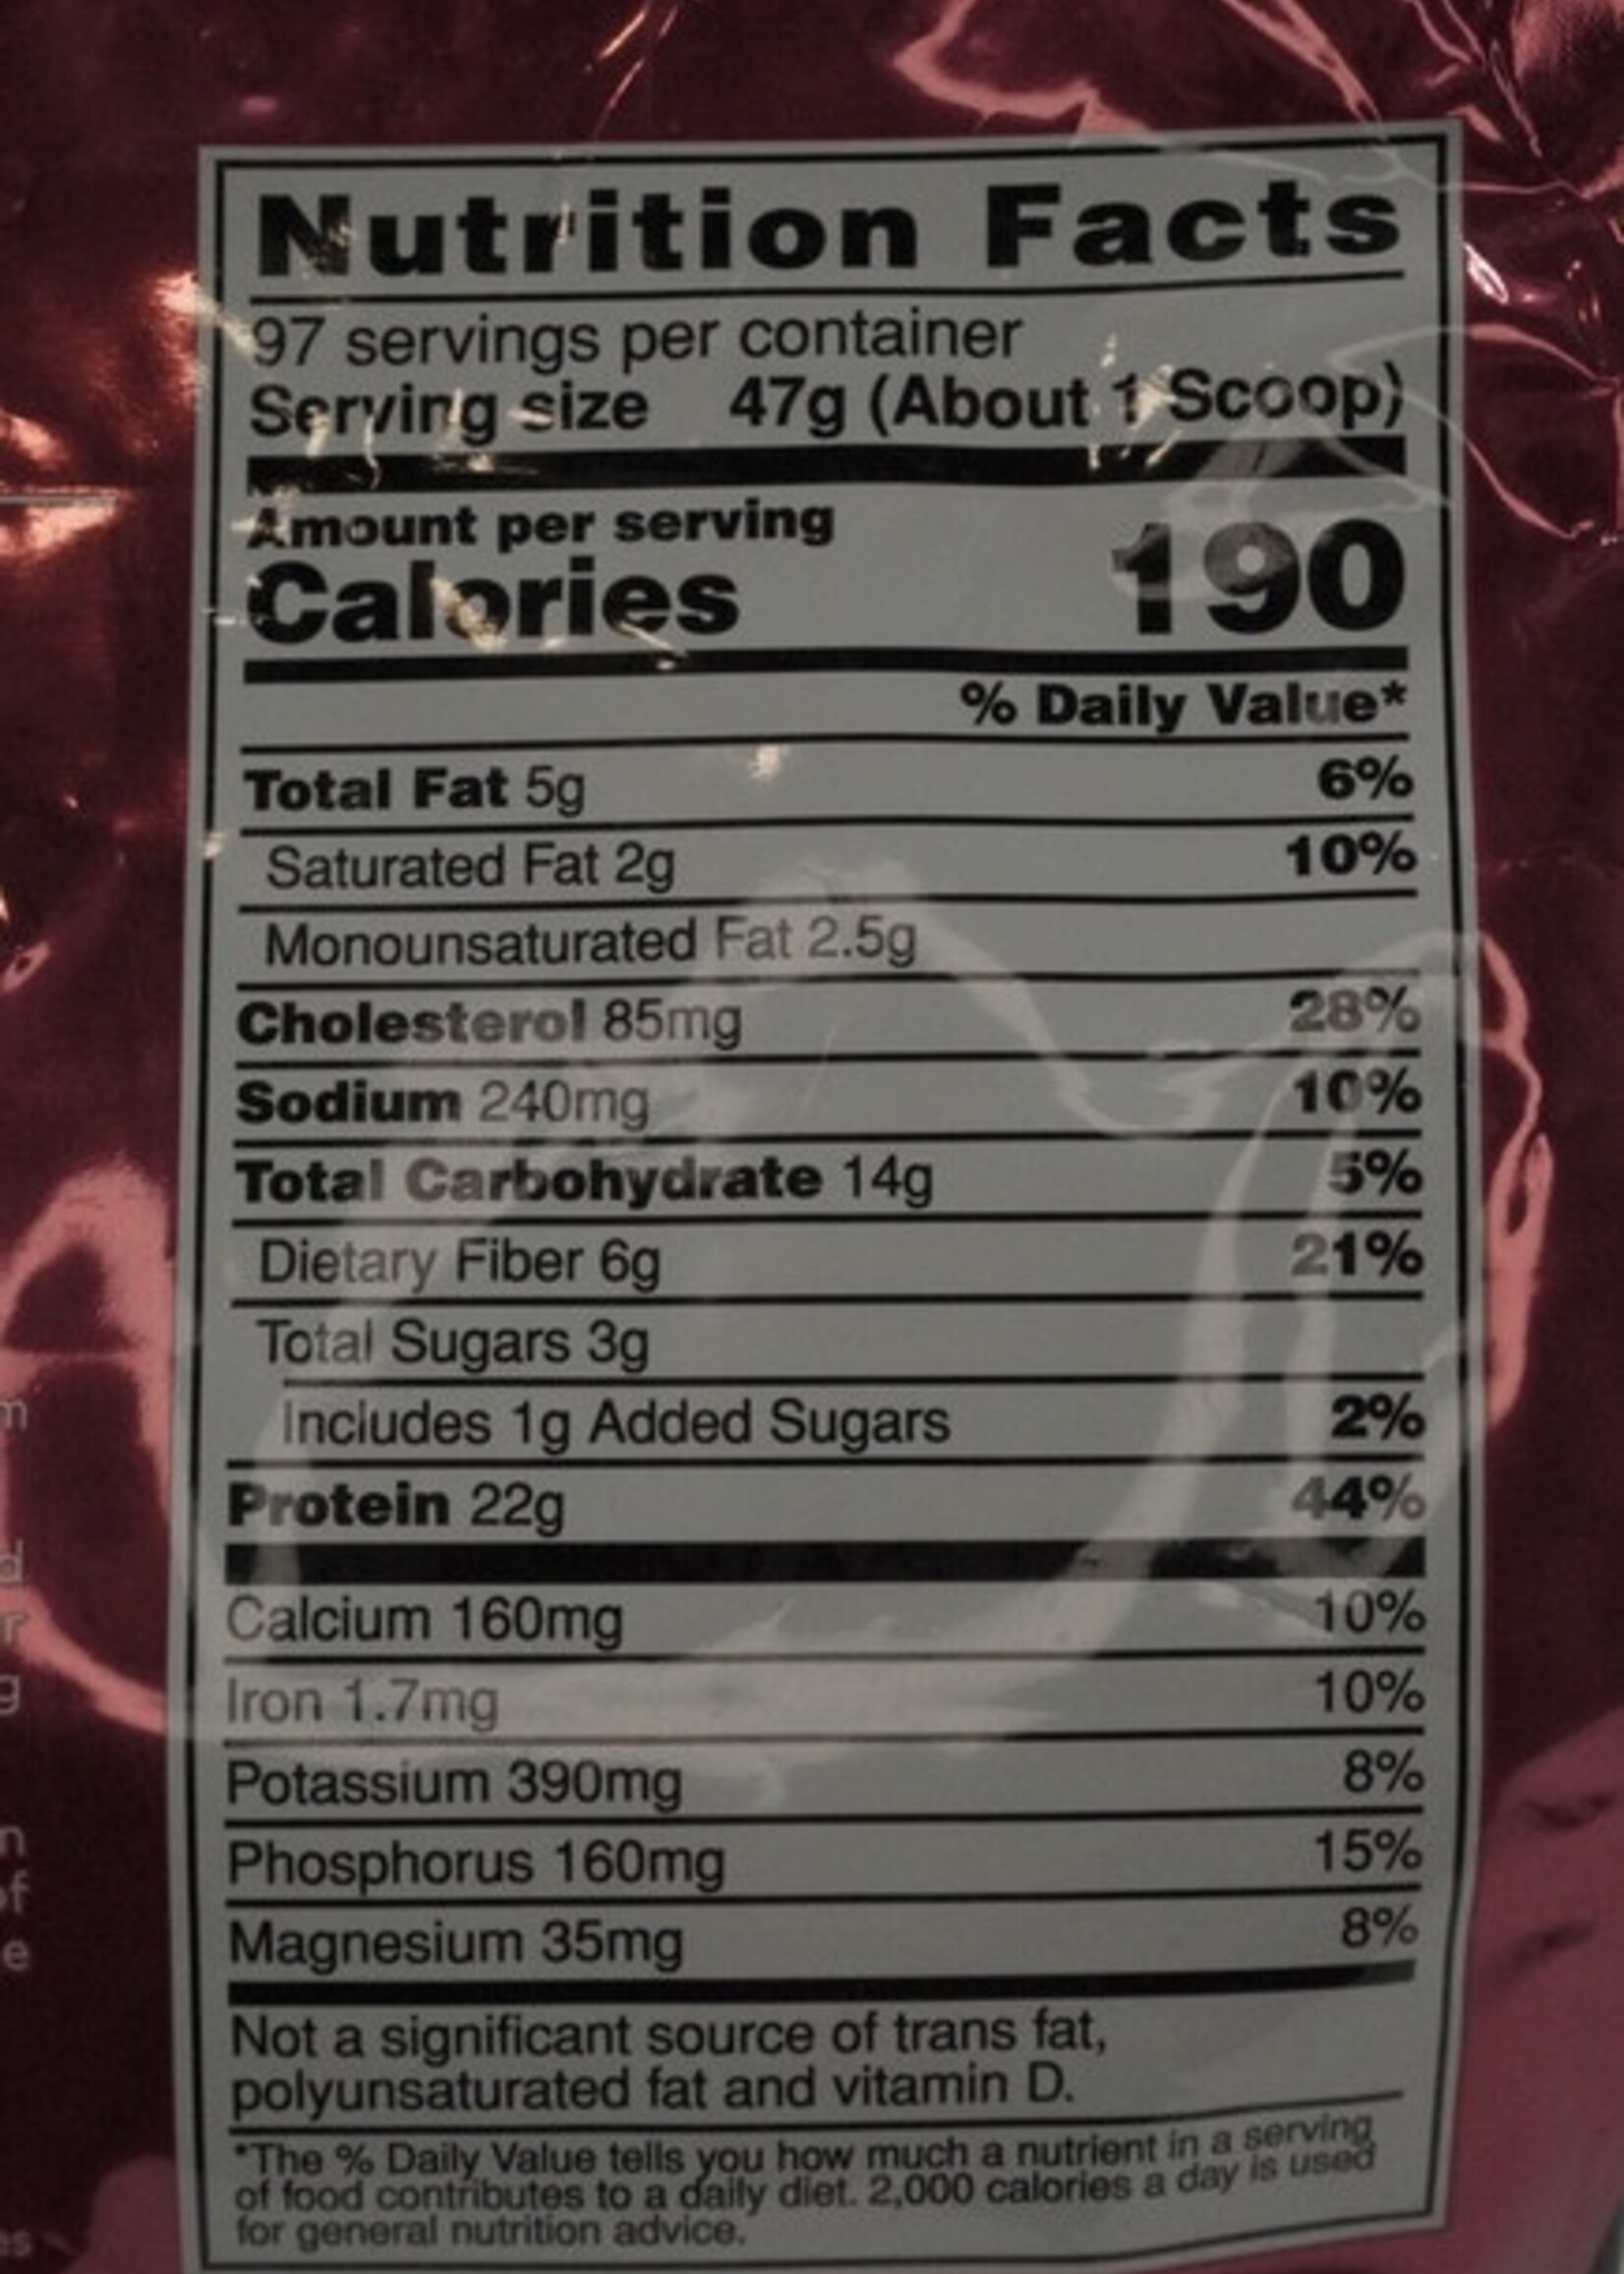 Nutrition Facts
97 servings per container
Serving size 47g (About 1 Scoop)
Amount per serving
Calories 190
% Daily Value*
Total Fat 5g 6%
Saturated Fat 2g 10%
Monounsaturated Fat 2.5g
Cholesterol 85mg 28%
Sodium 240mg 10%
Total Carbohydrate 14g 5%
Dietary Fiber 6g 21%
Total Sugars 3g
Includes 1g Added Sugars 2%
Protein 22g 44%
Calcium 160mg 10%
Iron 1.7mg 10%
Potassium 390mg 8%
Phosphorus 160mg 15%
Magnesium 35mg 8%
Not a significant source of trans fat,
polyunsaturated fat and vitamin D.
*The % Daily Value tells you how much a nutrient in a serving
of food contributes to a daily diet. 2,000 calories a day is used
for general nutrition advice.